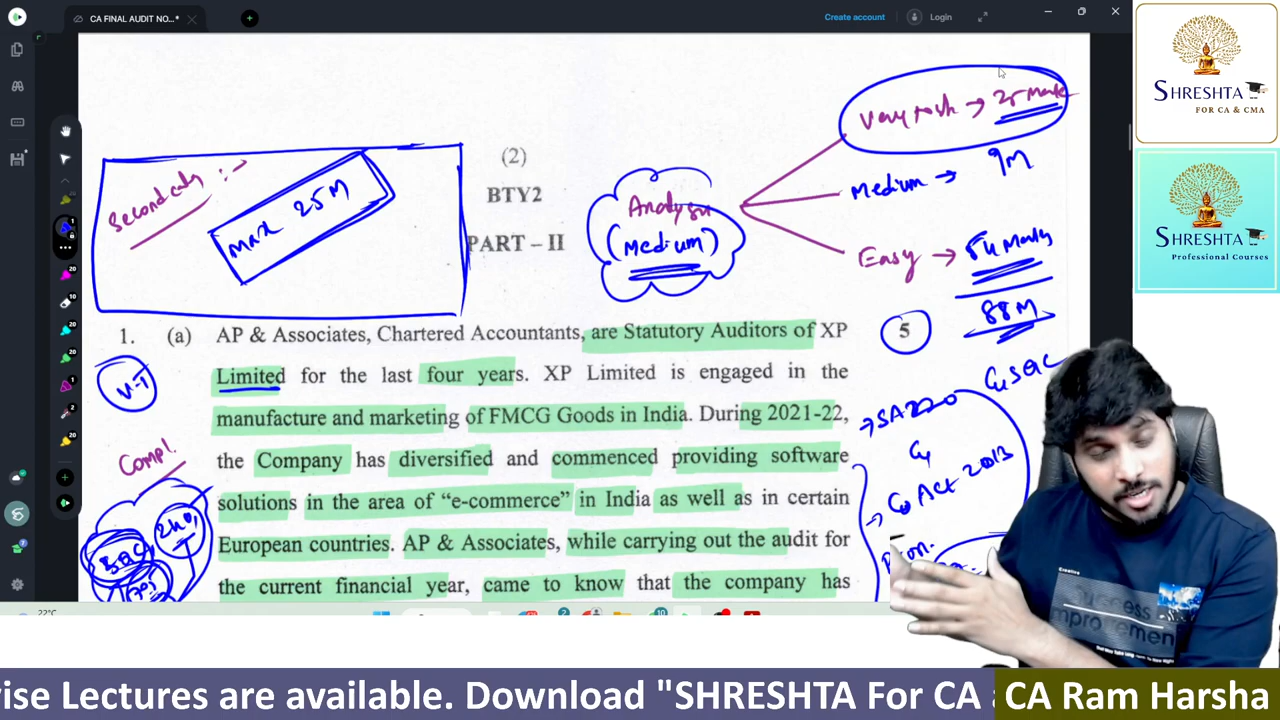 CA FINAL AUDIT NO...*
Create account
Login
SHRESHTA
FOR CA & CMA
SHRESHTA
Professional Courses
Very tough → 25 Marks
Medium → 9M
Easy → 54 Marks
88M
Analysis
(Medium)
Secondly :-
max 25M
(2)
BTY2
PART – II
1. (a) AP & Associates, Chartered Accountants, are Statutory Auditors of XP 5
Limited for the last four years. XP Limited is engaged in the
manufacture and marketing of FMCG Goods in India. During 2021-22,
the Company has diversified and commenced providing software
solutions in the area of “e-commerce” in India as well as in certain
European countries. AP & Associates, while carrying out the audit for
the current financial year, came to know that the company has
Compl.
→ SA 220
→ Co Act 2013
22°C
Creative
wise Lectures are available. Download "SHRESHTA For CA
CA Ram Harsha